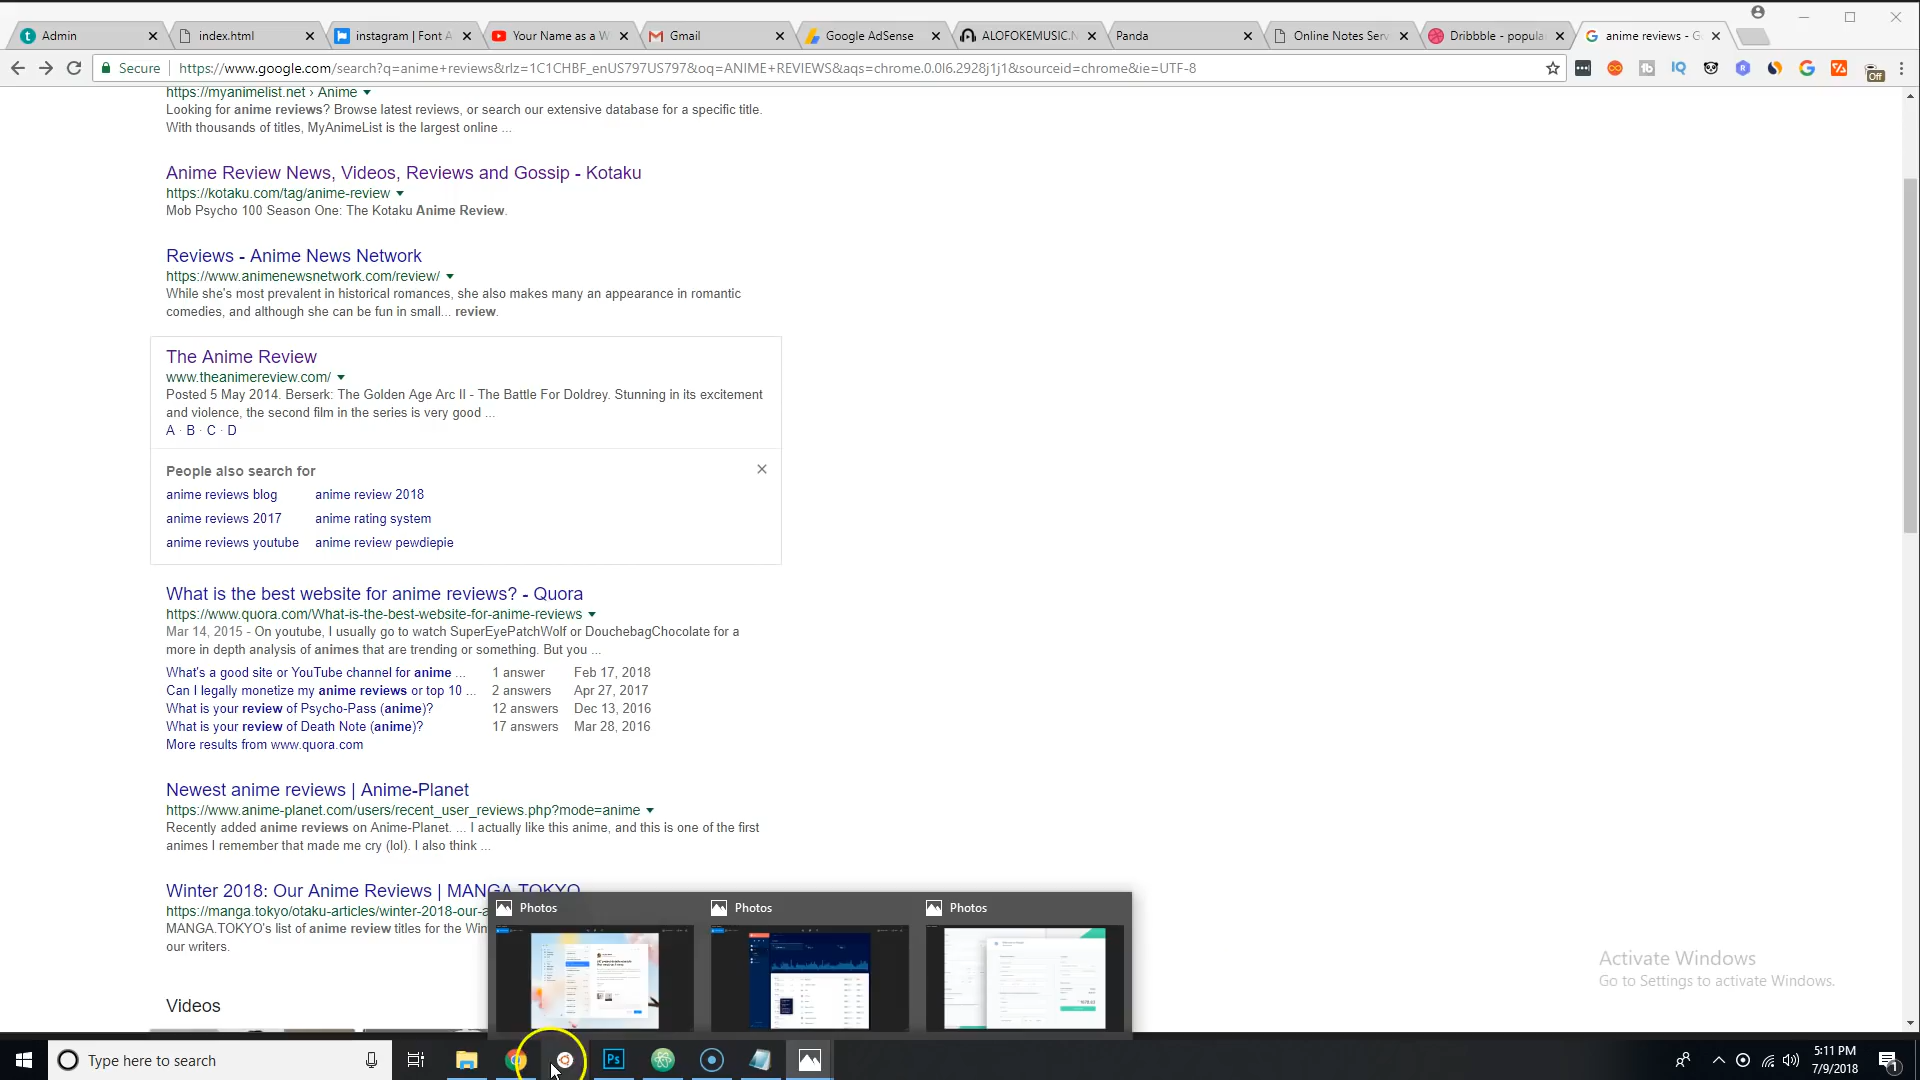 Admin
index.html
instagram | Font A
Your Name as a W
Gmail
Google AdSense
ALOFOKEMUSIC.N
Panda
Online Notes Serv
Dribbble - popula
anime reviews - G
Secure
https://www.google.com/search?q=anime+reviews&rlz=1C1CHBF_enUS797US797&oq=ANIME+REVIEWS&aqs=chrome.0.0l6.2928j1j1&sourceid=chrome&ie=UTF-8
Off
https://myanimelist.net › Anime
Looking for anime reviews? Browse latest reviews, or search our extensive database for a specific title.
With thousands of titles, MyAnimeList is the largest online ...
Anime Review News, Videos, Reviews and Gossip - Kotaku
https://kotaku.com/tag/anime-review
Mob Psycho 100 Season One: The Kotaku Anime Review.
Reviews - Anime News Network
https://www.animenewsnetwork.com/review/
While she's most prevalent in historical romances, she also makes many an appearance in romantic
comedies, and although she can be fun in small... review.
The Anime Review
www.theanimereview.com/
Posted 5 May 2014. Berserk: The Golden Age Arc II - The Battle For Doldrey. Stunning in its excitement
and violence, the second film in the series is very good ...
A · B · C · D
People also search for
anime reviews blog
anime review 2018
anime reviews 2017
anime rating system
anime reviews youtube
anime review pewdiepie
What is the best website for anime reviews? - Quora
https://www.quora.com/What-is-the-best-website-for-anime-reviews
Mar 14, 2015 - On youtube, I usually go to watch SuperEyePatchWolf or DouchebagChocolate for a
more in depth analysis of animes that are trending or something. But you ...
What's a good site or YouTube channel for anime ... 1 answer Feb 17, 2018
Can I legally monetize my anime reviews or top 10 ... 2 answers Apr 27, 2017
What is your review of Psycho-Pass (anime)? 12 answers Dec 13, 2016
What is your review of Death Note (anime)? 17 answers Mar 28, 2016
More results from www.quora.com
Newest anime reviews | Anime-Planet
https://www.anime-planet.com/users/recent_user_reviews.php?mode=anime
Recently added anime reviews on Anime-Planet. ... I actually like this anime, and this is one of the first
animes I remember that made me cry (lol). I also think ...
Winter 2018: Our Anime Reviews | MANGA.TOKYO
https://manga.tokyo/otaku-articles/winter-2018-our-a
MANGA.TOKYO's list of anime review titles for the Win
our writers.
Videos
Photos
Photos
Photos
Activate Windows
Go to Settings to activate Windows.
Type here to search
Ps
5:11 PM
7/9/2018
1